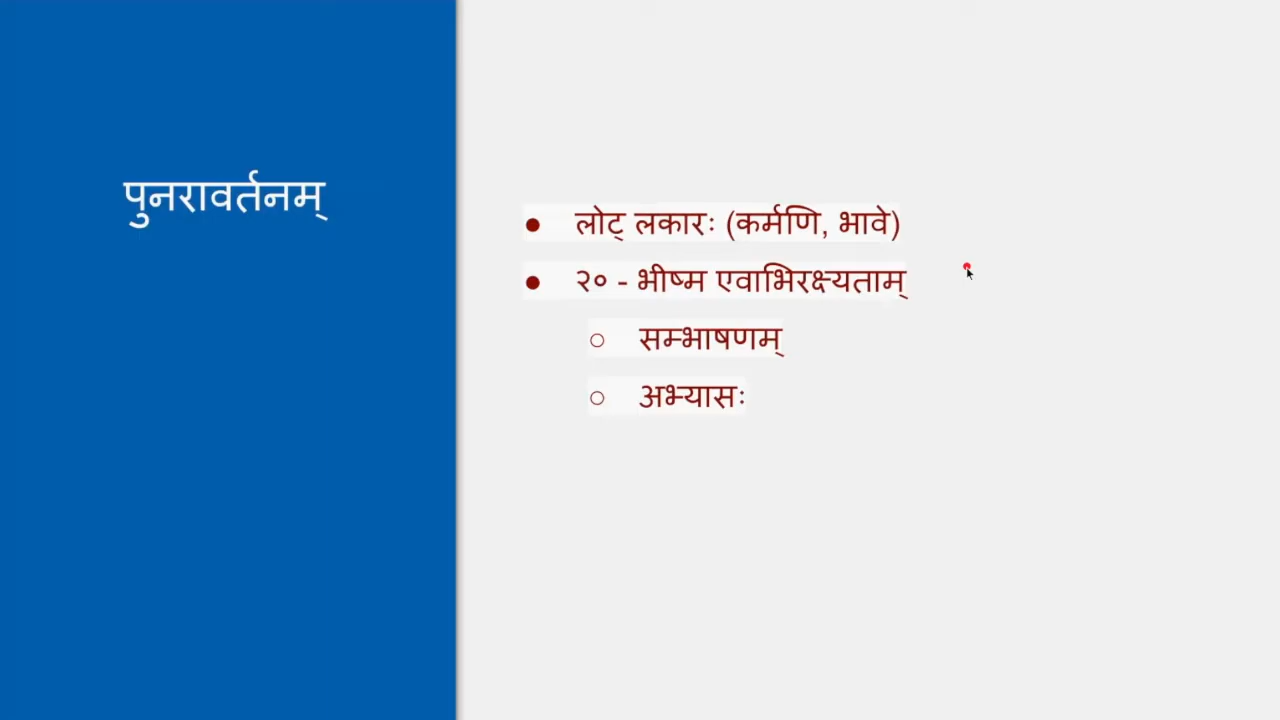 पुनरावर्तनम्
● लोट् लकारः (कर्मणि, भावे)
● २० - भीष्म एवाभिरक्ष्यताम्
○ सम्भाषणम्
○ अभ्यासः